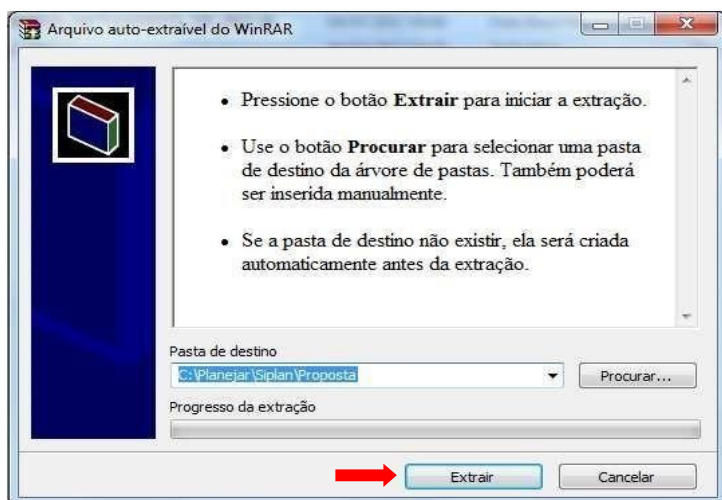 Arquivo auto-extraível do WinRAR
• Pressione o botão Extrair para iniciar a extração.
• Use o botão Procurar para selecionar uma pasta
de destino da árvore de pastas. Também poderá
ser inserida manualmente.
• Se a pasta de destino não existir, ela será criada
automaticamente antes da extração.
Pasta de destino
C:\Planejar\Siplan\Proposta
Procurar...
Progresso da extração
Extrair
Cancelar